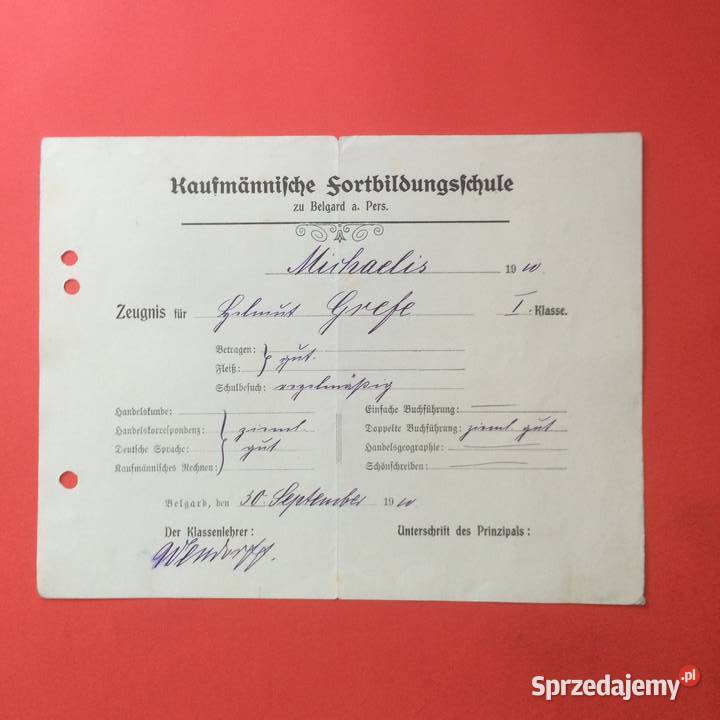 Kaufmännische Fortbildungsschule
zu Belgard a. Pers.
Michaelis 1910
Zeugnis für Helmut Grefe I. Klasse.
Betragen: } gut.
Fleiß:
Schulbesuch: regelmäßig
Handelskunde: Einfache Buchführung:
Handelskorrespondenz: } zieml. Doppelte Buchführung: zieml. gut
Deutsche Sprache: gut Handelsgeographie:
Kaufmännisches Rechnen: Schönschreiben:
Belgard, den 30. September 1910
Der Klassenlehrer: Unterschrift des Prinzipals:
Sprzedajemy.pl